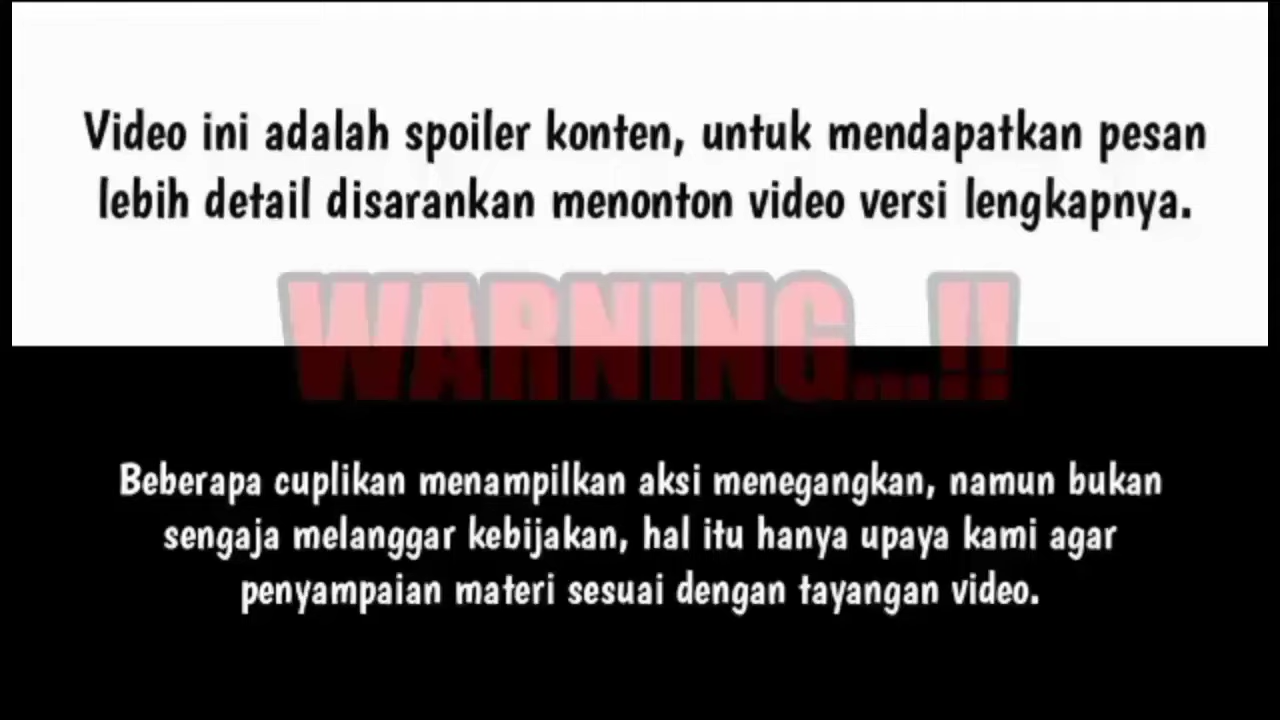 Video ini adalah spoiler konten, untuk mendapatkan pesan
lebih detail disarankan menonton video versi lengkapnya.
WARNING...!!
Beberapa cuplikan menampilkan aksi menegangkan, namun bukan
sengaja melanggar kebijakan, hal itu hanya upaya kami agar
penyampaian materi sesuai dengan tayangan video.